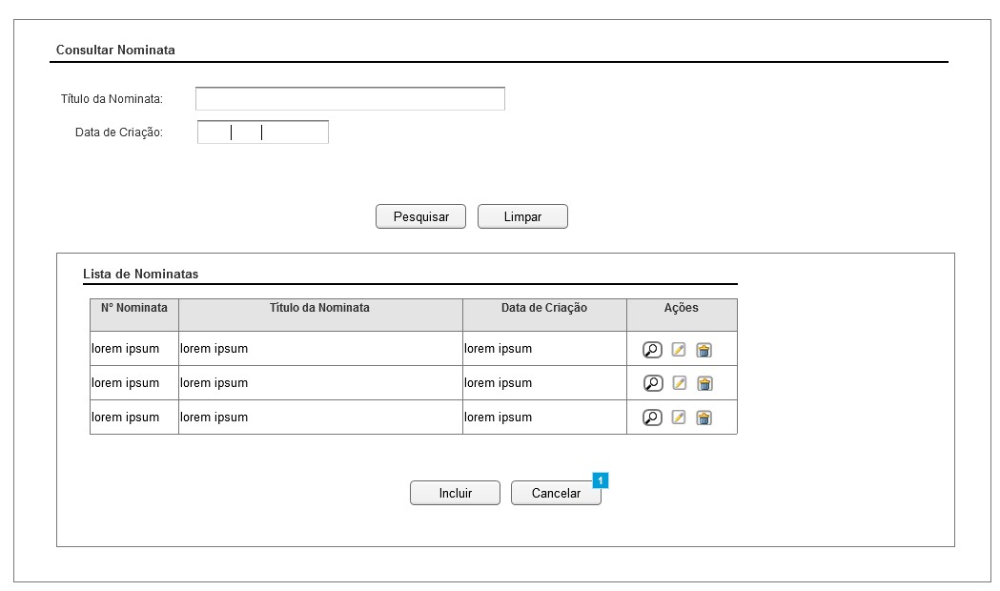 Consultar Nominata
Título da Nominata:
Data de Criação:
Pesquisar Limpar
Lista de Nominatas
Nº Nominata Título da Nominata Data de Criação Ações
lorem ipsum lorem ipsum lorem ipsum
lorem ipsum lorem ipsum lorem ipsum
lorem ipsum lorem ipsum lorem ipsum
1
Incluir Cancelar